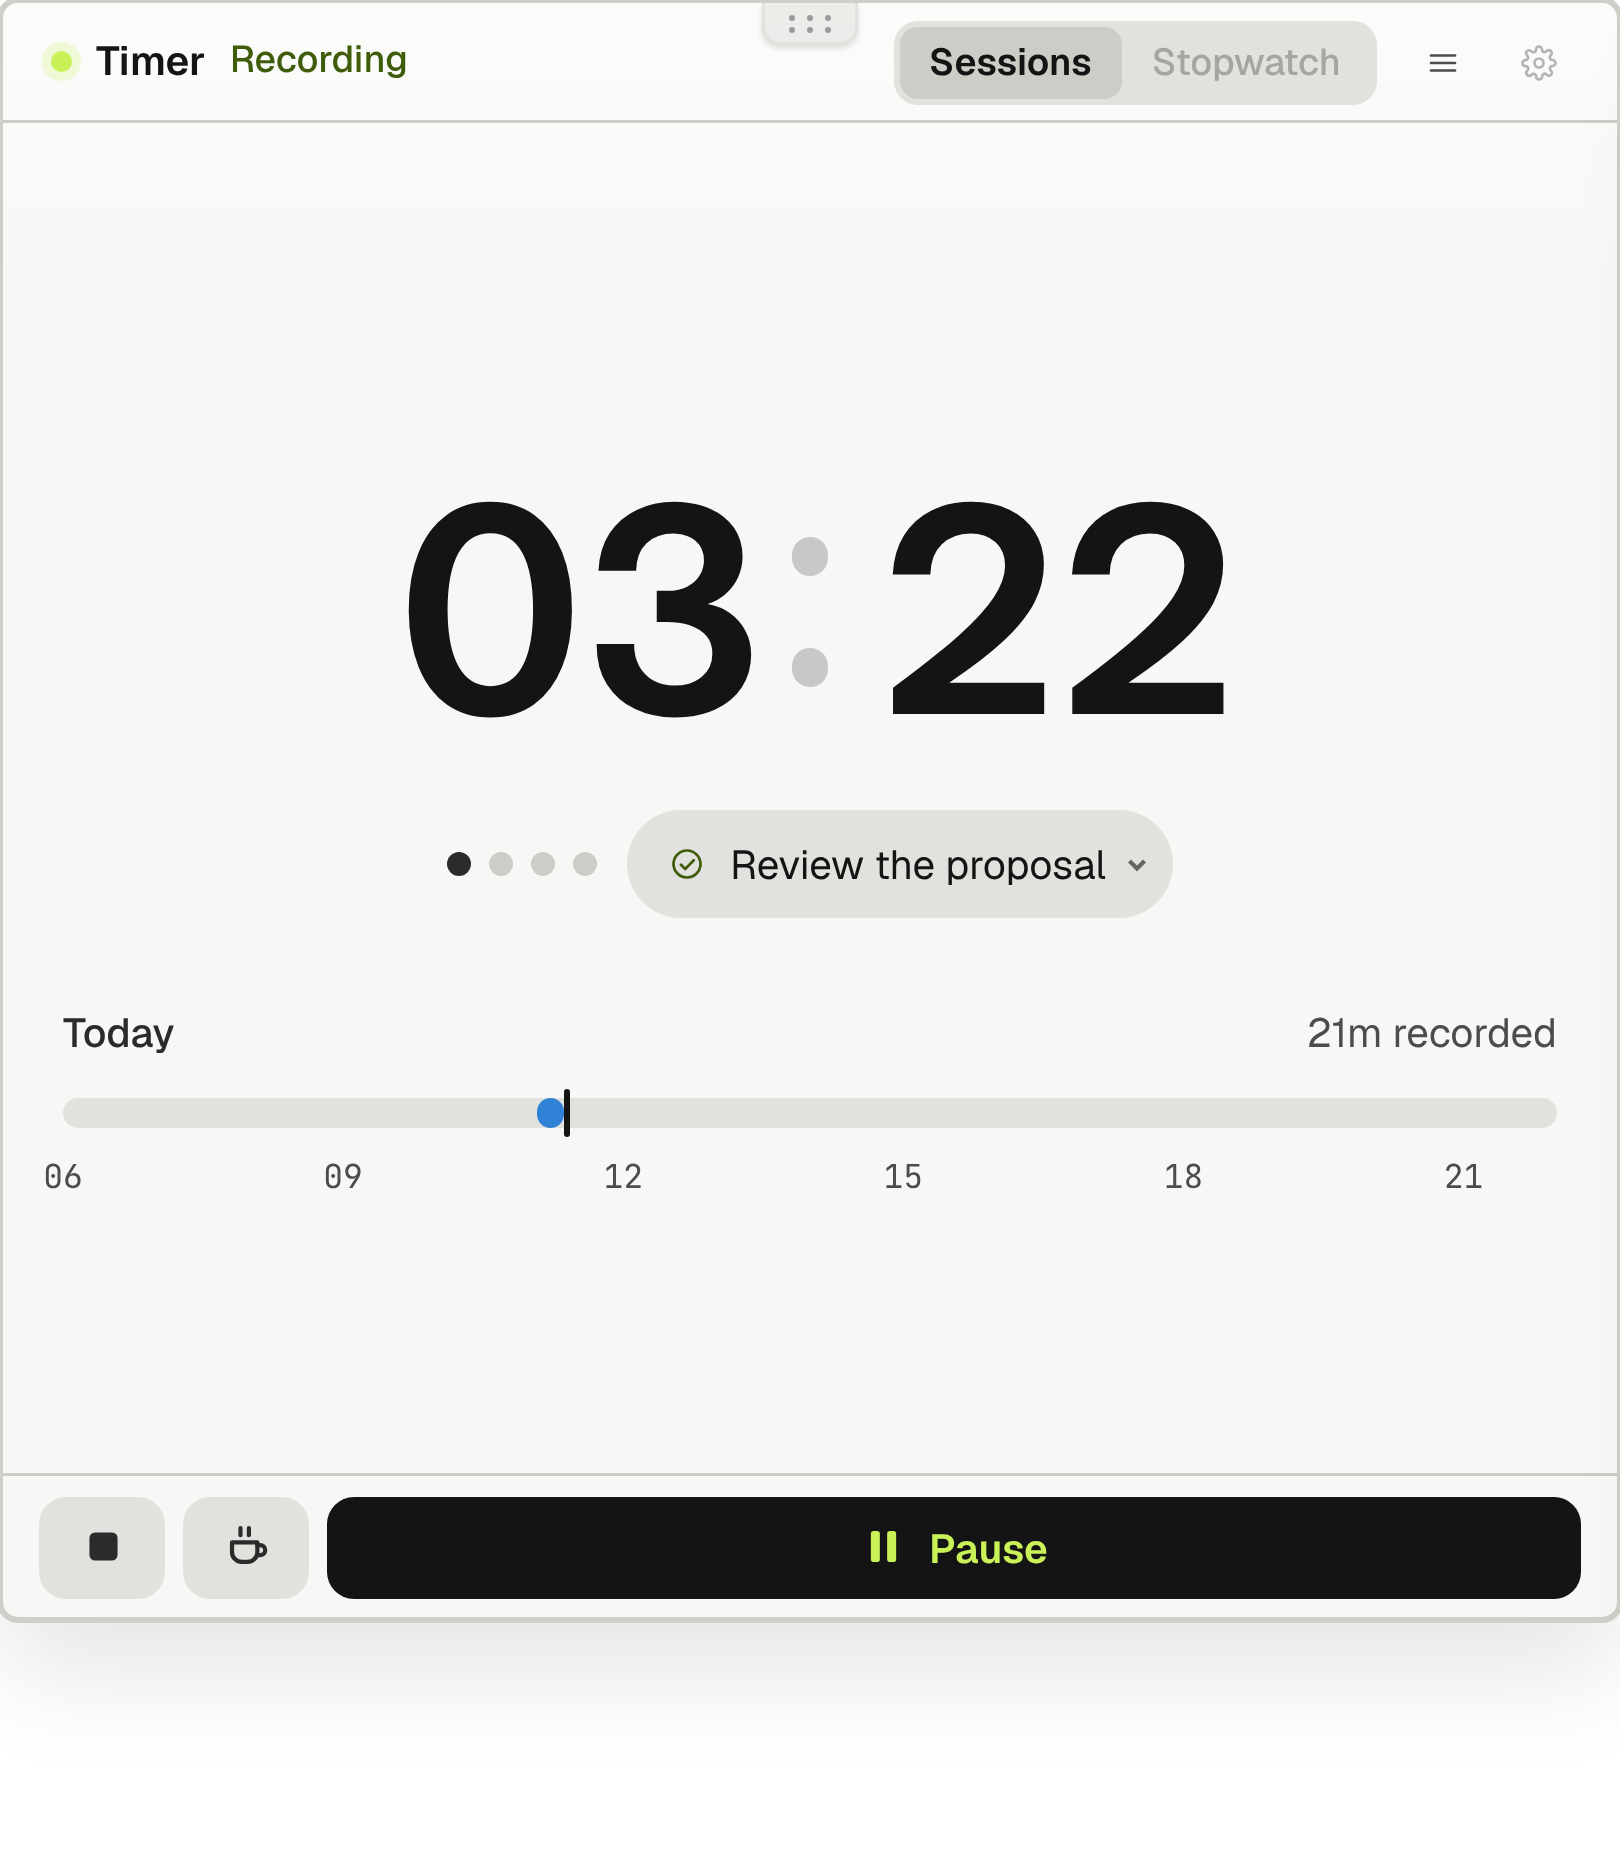 Timer Recording Sessions Stopwatch
03:22
Review the proposal
Today 21m recorded
06 09 12 15 18 21
Pause